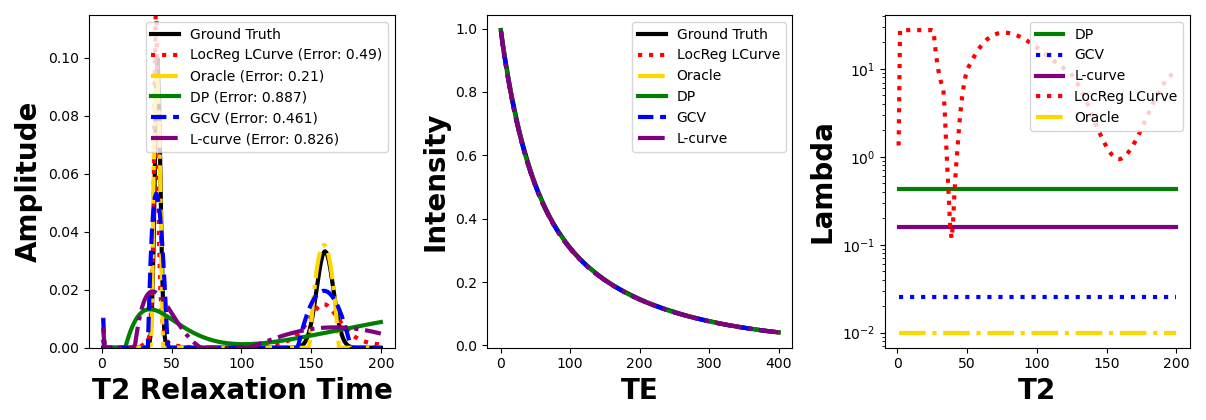 Amplitude
0.10
0.08
0.06
0.04
0.02
0.00
0
50
100
150
200
T2 Relaxation Time
Ground Truth
LocReg LCurve (Error: 0.49)
Oracle (Error: 0.21)
DP (Error: 0.887)
GCV (Error: 0.461)
L-curve (Error: 0.826)
Intensity
1.0
0.8
0.6
0.4
0.2
0.0
0
100
200
300
400
TE
Ground Truth
LocReg LCurve
Oracle
DP
GCV
L-curve
Lambda
10¹
10⁰
10⁻¹
10⁻²
0
50
100
150
200
T2
DP
GCV
L-curve
LocReg LCurve
Oracle